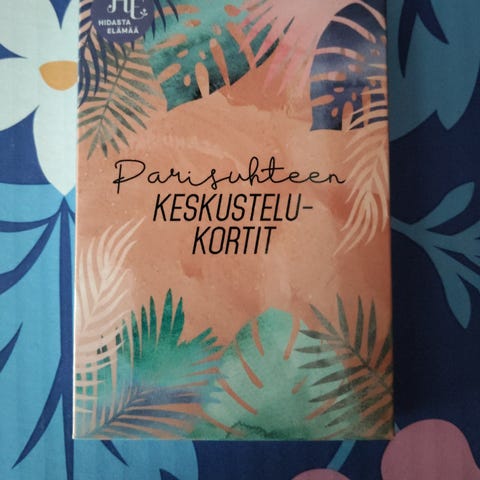 HE
HIDASTA
ELÄMÄÄ
Parisuhteen
KESKUSTELU-
KORTIT